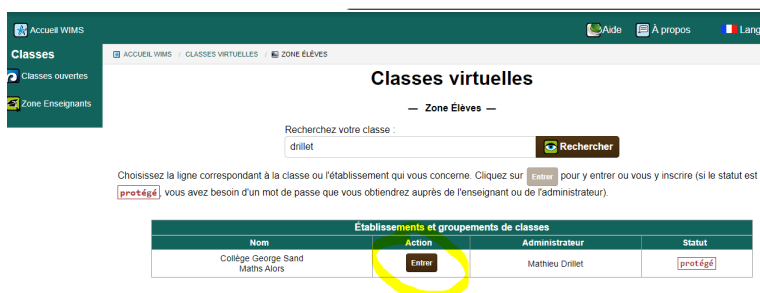 Accueil WIMS
Aide
À propos
Lang
Classes
ACCUEIL WIMS / CLASSES VIRTUELLES / ZONE ÉLÈVES
Classes ouvertes
Zone Enseignants
Classes virtuelles
— Zone Élèves —
Recherchez votre classe :
drillet
Rechercher
Choisissez la ligne correspondant à la classe ou l'établissement qui vous concerne. Cliquez sur Entrer pour y entrer ou vous y inscrire (si le statut est
protégé, vous avez besoin d'un mot de passe que vous obtiendrez auprès de l'enseignant ou de l'administrateur).
Établissements et groupements de classes
Nom Action Administrateur Statut
Collège George Sand
Maths Alors
Entrer
Mathieu Drillet
protégé